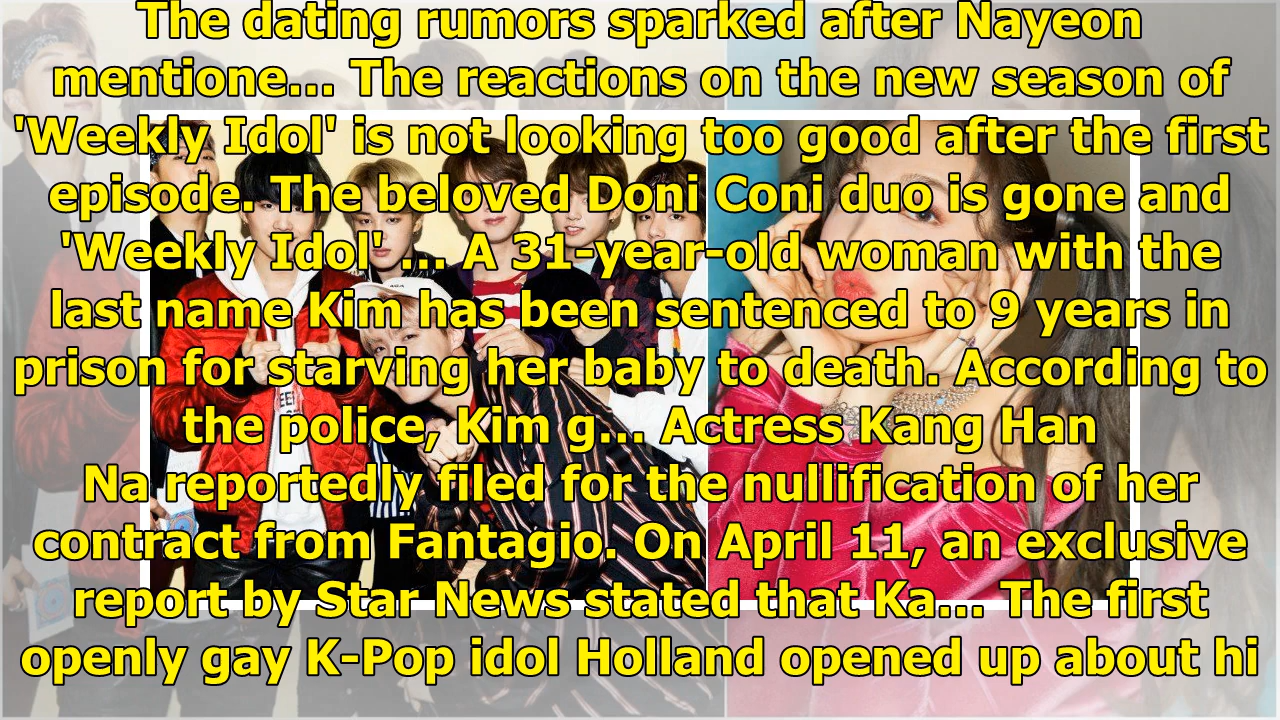 The dating rumors sparked after Nayeon
mentione... The reactions on the new season of
'Weekly Idol' is not looking too good after the first
episode. The beloved Doni Coni duo is gone and
'Weekly Idol' ... A 31-year-old woman with the
last name Kim has been sentenced to 9 years in
prison for starving her baby to death. According to
the police, Kim g... Actress Kang Han
Na reportedly filed for the nullification of her
contract from Fantagio. On April 11, an exclusive
report by Star News stated that Ka... The first
openly gay K-Pop idol Holland opened up about hi